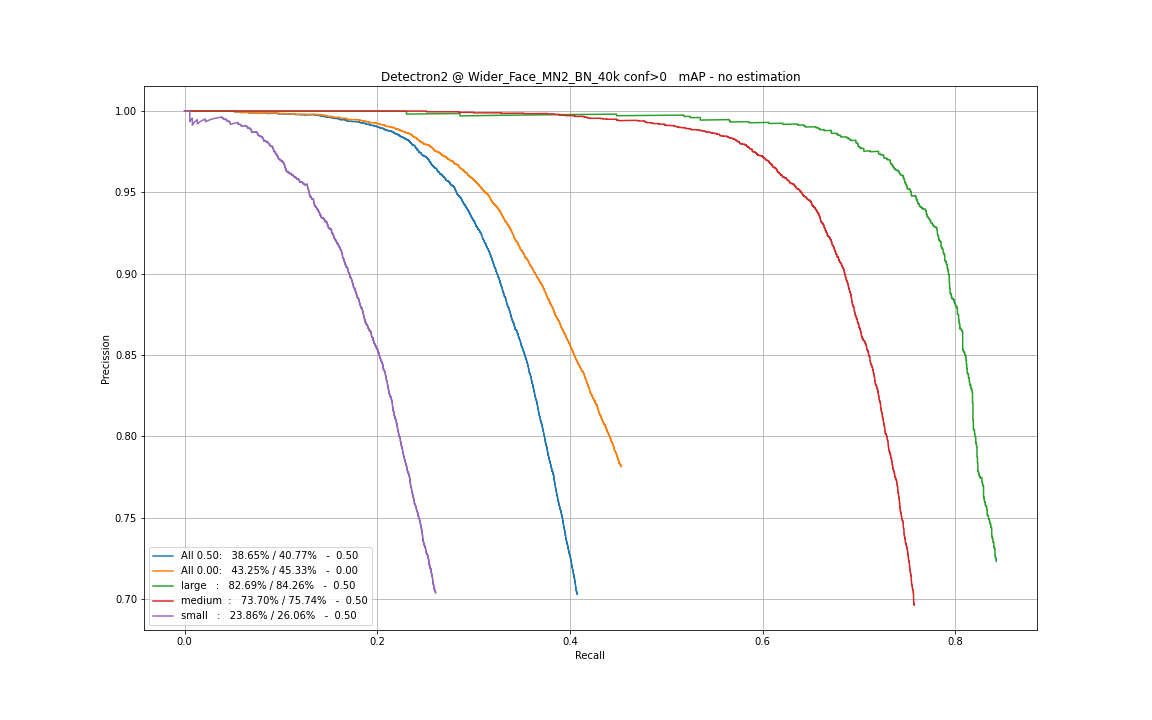 Detectron2 @ Wider_Face_MN2_BN_40k conf>0 mAP - no estimation
1.00
0.95
0.90
0.85
0.80
0.75
0.70
Precission
All 0.50: 38.65% / 40.77% - 0.50
All 0.00: 43.25% / 45.33% - 0.00
large : 82.69% / 84.26% - 0.50
medium : 73.70% / 75.74% - 0.50
small : 23.86% / 26.06% - 0.50
0.0 0.2 0.4 0.6 0.8
Recall